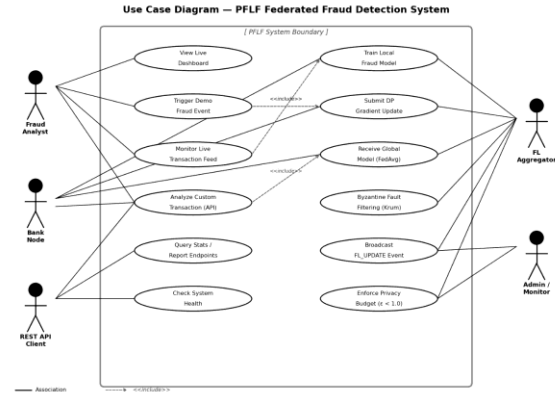 Use Case Diagram — PFLF Federated Fraud Detection System
[ PFLF System Boundary ]
View Live
Dashboard
Train Local
Fraud Model
Trigger Demo
Fraud Event
<<include>>
Submit DP
Gradient Update
Fraud
Analyst
FL
Aggregator
Monitor Live
Transaction Feed
Receive Global
Model (FedAvg)
<<include>>
Analyze Custom
Transaction (API)
Byzantine Fault
Filtering (Krum)
Bank
Node
Query Stats /
Report Endpoints
Broadcast
FL_UPDATE Event
Admin /
Monitor
Check System
Health
Enforce Privacy
Budget (ε < 1.0)
REST API
Client
Association
<<include>>